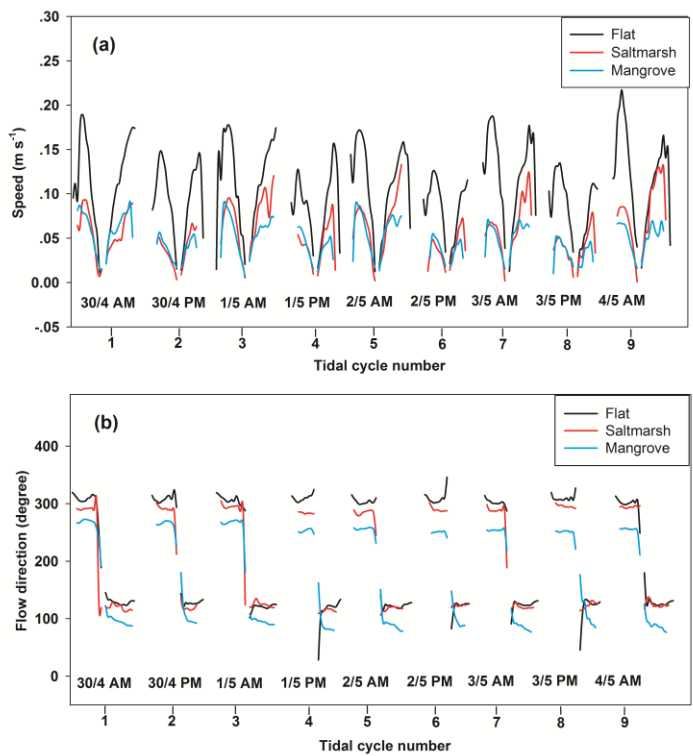 (a)
Flat
Saltmarsh
Mangrove
Speed (m s-1)
.30
.25
.20
.15
.10
.05
0.00
-.05
30/4 AM 30/4 PM 1/5 AM 1/5 PM 2/5 AM 2/5 PM 3/5 AM 3/5 PM 4/5 AM
1 2 3 4 5 6 7 8 9
Tidal cycle number
(b)
Flat
Saltmarsh
Mangrove
Flow direction (degree)
400
300
200
100
0
30/4 AM 30/4 PM 1/5 AM 1/5 PM 2/5 AM 2/5 PM 3/5 AM 3/5 PM 4/5 AM
1 2 3 4 5 6 7 8 9
Tidal cycle number